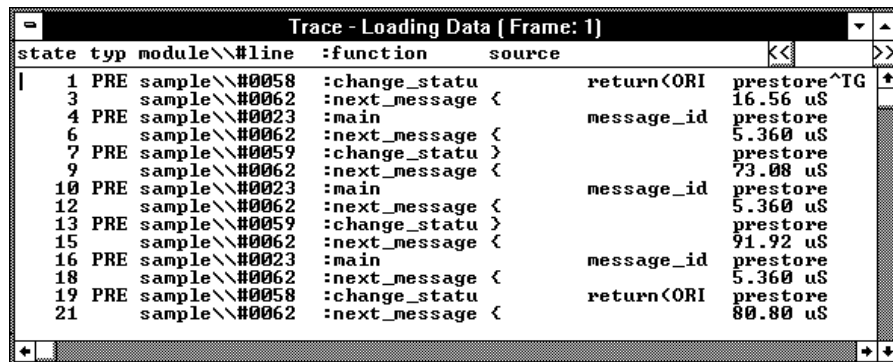 Trace - Loading Data ( Frame: 1)
state typ module\\#line :function source << >>
1 PRE sample\\#0058 :change_statu return(ORI prestore^TG
3 sample\\#0062 :next_message { 16.56 uS
4 PRE sample\\#0023 :main message_id prestore
6 sample\\#0062 :next_message { 5.360 uS
7 PRE sample\\#0059 :change_statu } prestore
9 sample\\#0062 :next_message { 73.08 uS
10 PRE sample\\#0023 :main message_id prestore
12 sample\\#0062 :next_message { 5.360 uS
13 PRE sample\\#0059 :change_statu } prestore
15 sample\\#0062 :next_message { 91.92 uS
16 PRE sample\\#0023 :main message_id prestore
18 sample\\#0062 :next_message { 5.360 uS
19 PRE sample\\#0058 :change_statu return(ORI prestore
21 sample\\#0062 :next_message { 80.80 uS